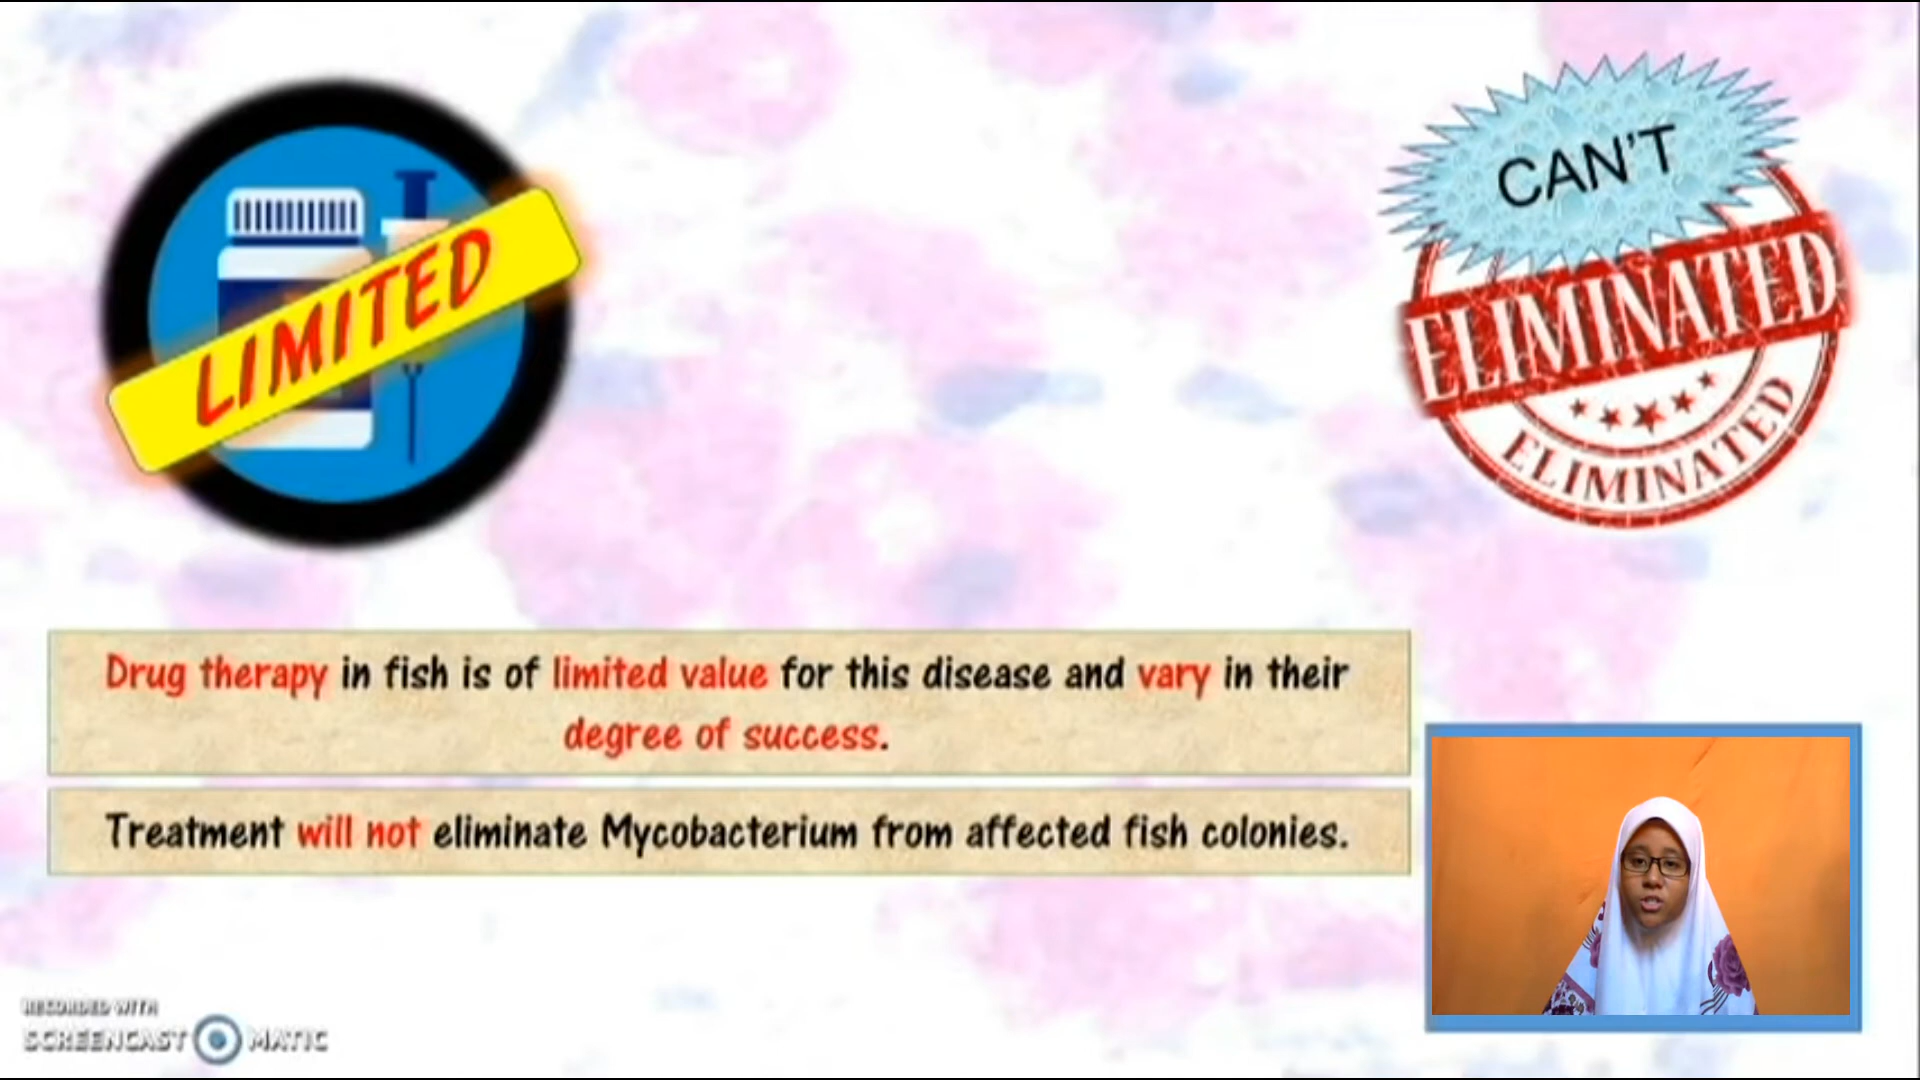 LIMITED
CAN'T
ELIMINATED
ELIMINATED
Drug therapy in fish is of limited value for this disease and vary in their
degree of success.
Treatment will not eliminate Mycobacterium from affected fish colonies.
RECORDED WITH
SCREENCAST MATIC